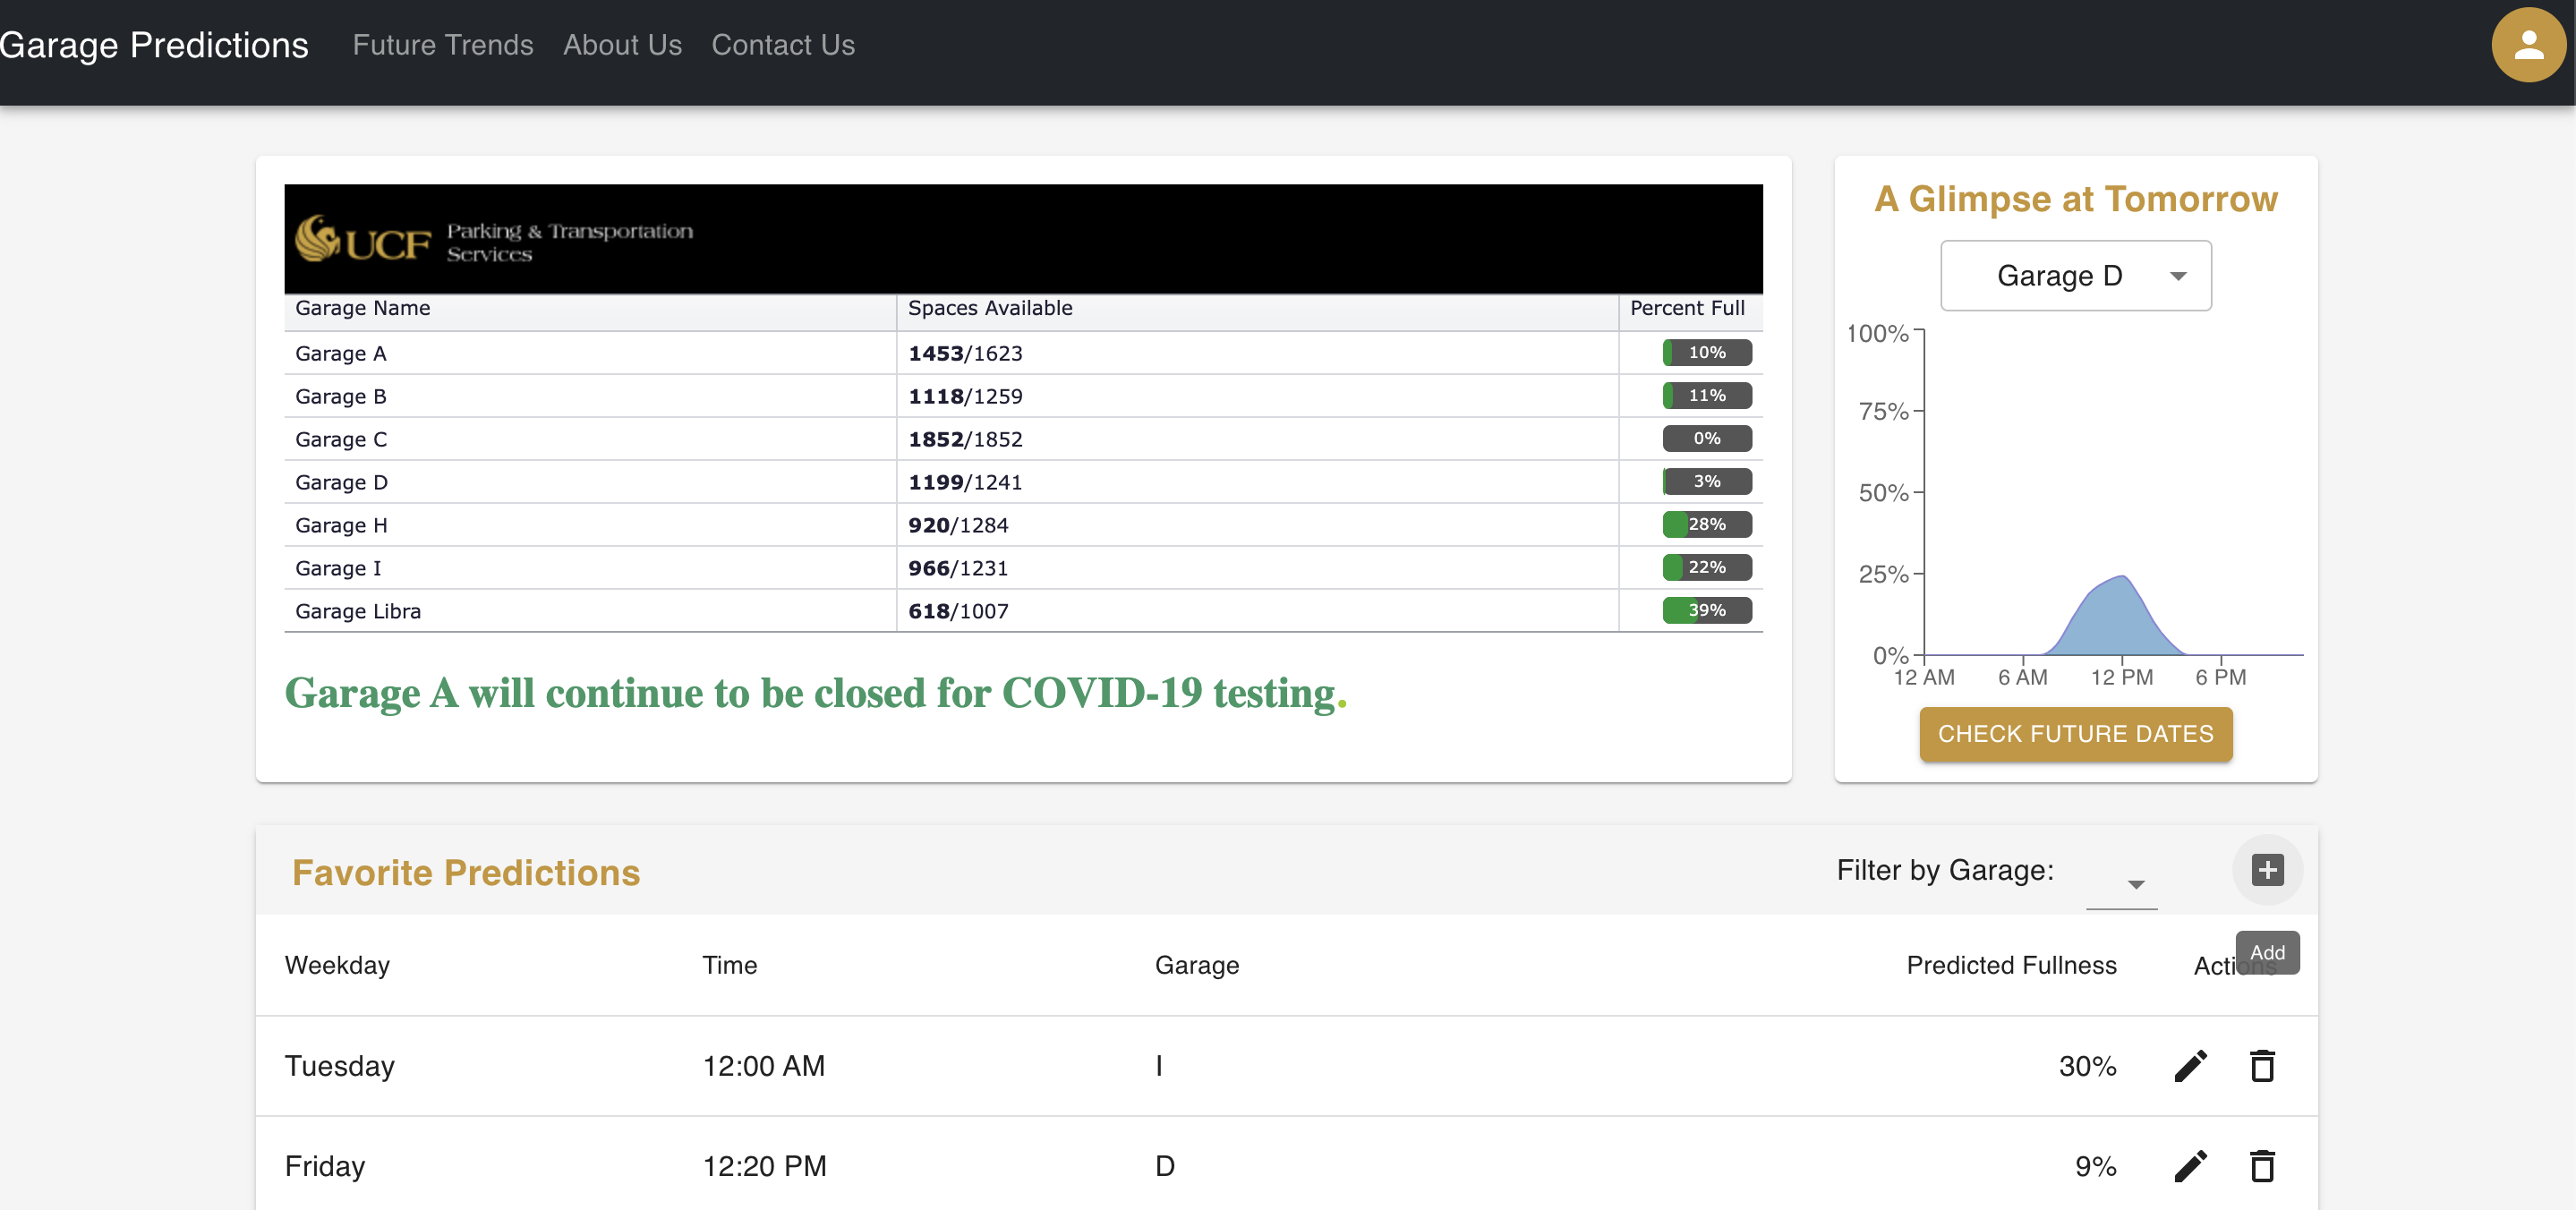 Garage Predictions Future Trends About Us Contact Us
UCF Parking & Transportation
Services
Garage Name Spaces Available Percent Full
Garage A 1453/1623 10%
Garage B 1118/1259 11%
Garage C 1852/1852 0%
Garage D 1199/1241 3%
Garage H 920/1284 28%
Garage I 966/1231 22%
Garage Libra 618/1007 39%
Garage A will continue to be closed for COVID-19 testing.
A Glimpse at Tomorrow
Garage D
100%
75%
50%
25%
0%
12 AM 6 AM 12 PM 6 PM
CHECK FUTURE DATES
Favorite Predictions Filter by Garage:
Add
Weekday Time Garage Predicted Fullness Actions
Tuesday 12:00 AM I 30%
Friday 12:20 PM D 9%